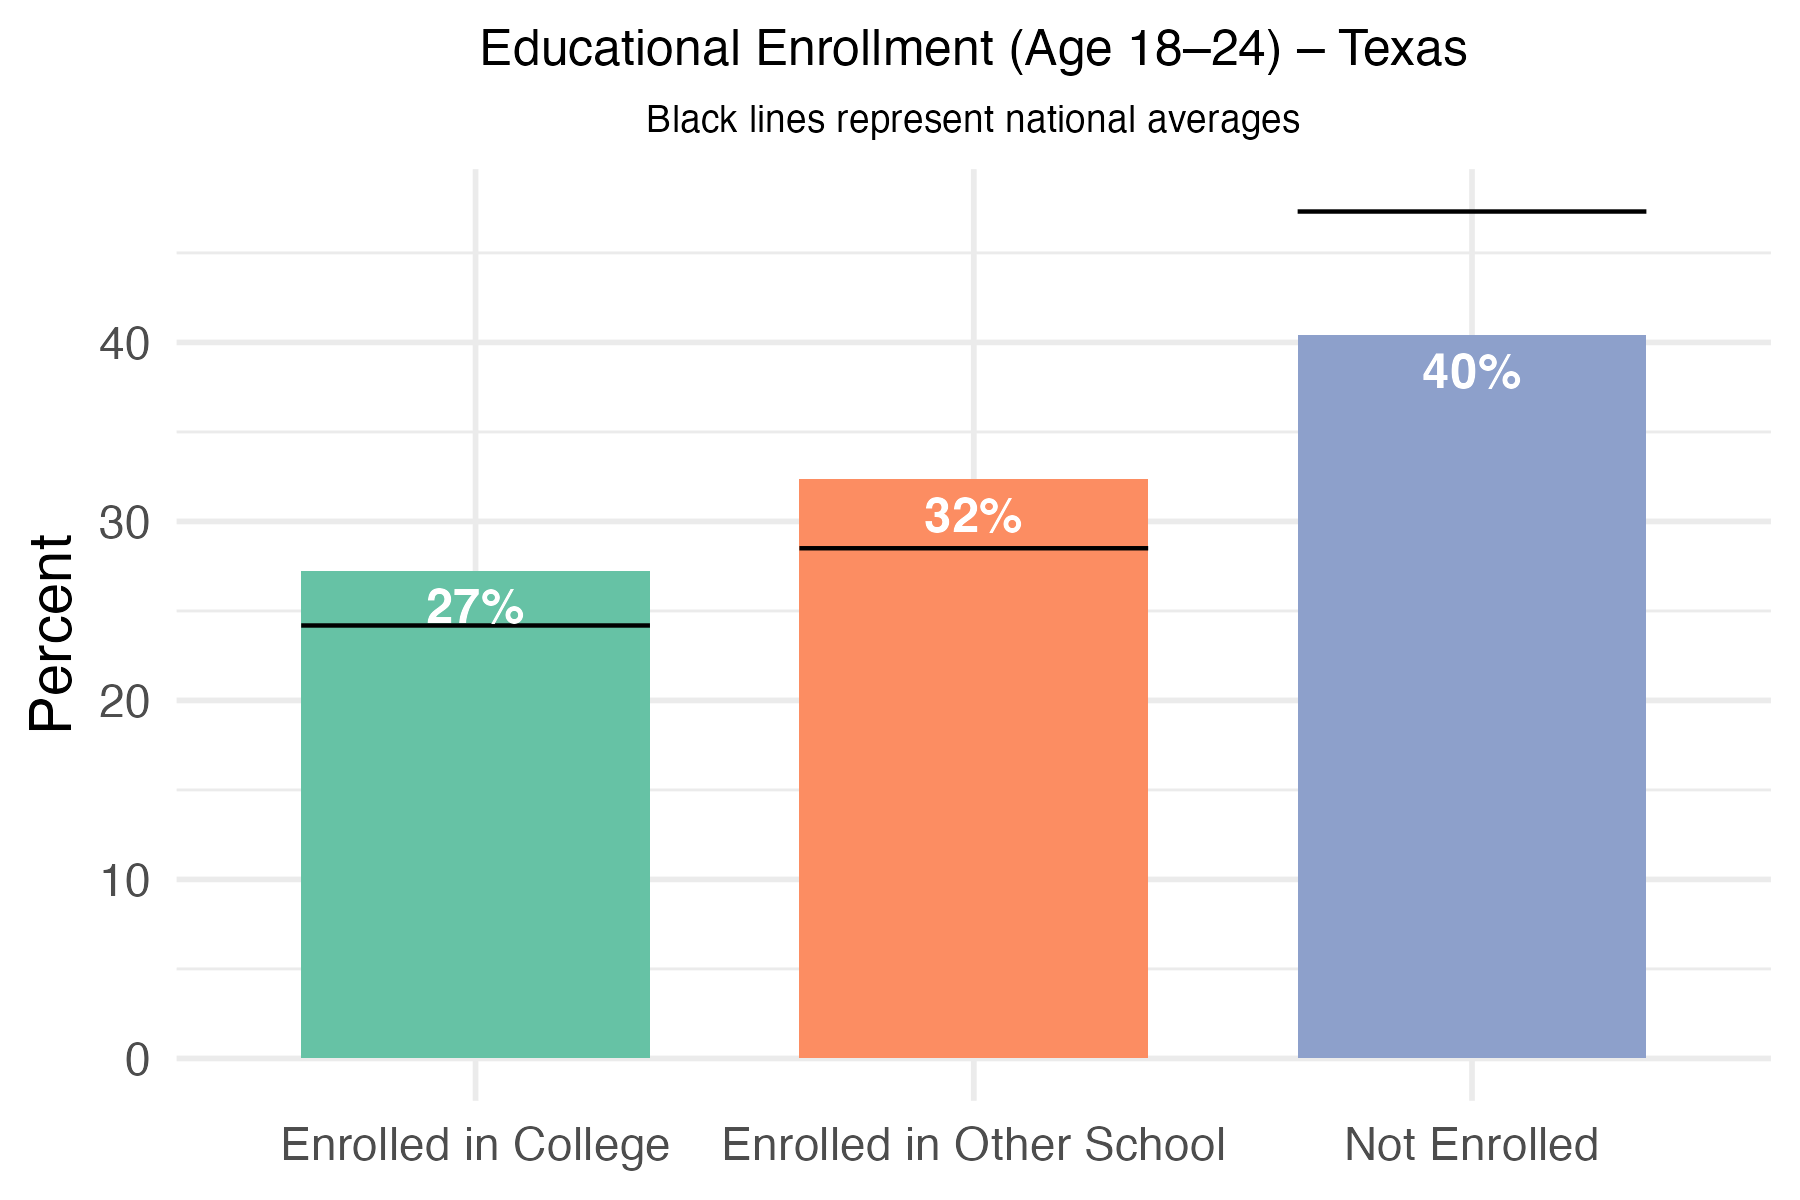 Educational Enrollment (Age 18–24) – Texas
Black lines represent national averages
Percent
40
30
20
10
0
27%
32%
40%
Enrolled in College
Enrolled in Other School
Not Enrolled